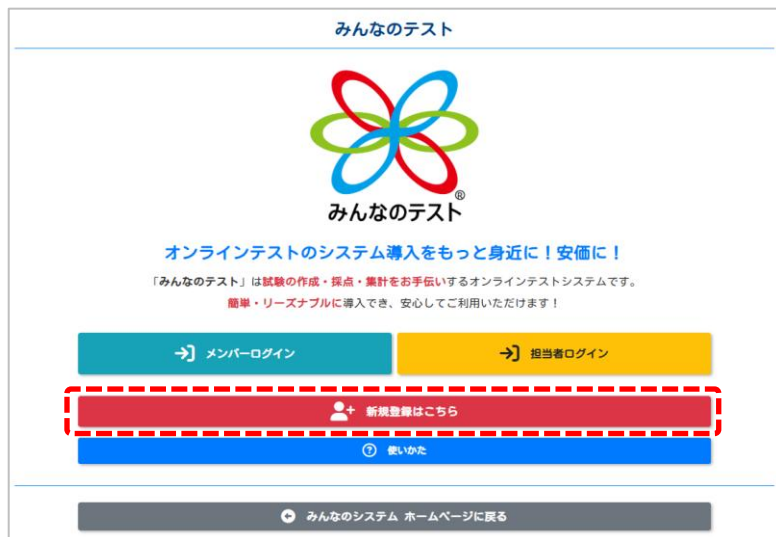 みんなのテスト
®
みんなのテスト
オンラインテストのシステム導入をもっと身近に！安価に！
「みんなのテスト」は試験の作成・採点・集計をお手伝いするオンラインテストシステムです。
簡単・リーズナブルに導入でき、安心してご利用いただけます！
メンバーログイン
担当者ログイン
新規登録はこちら
使いかた
みんなのシステム ホームページに戻る